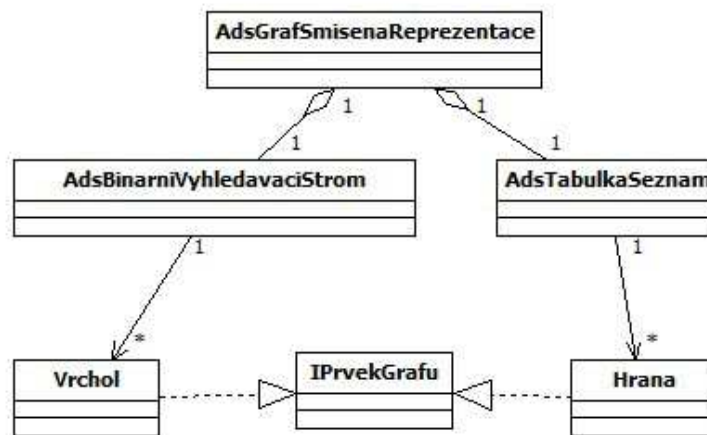 AdsGrafSmisenaReprezentace
1
1
1
1
AdsBinarniVyhledavaciStrom
AdsTabulkaSeznam
1
1
*
*
Vrchol
IPrvekGrafu
Hrana